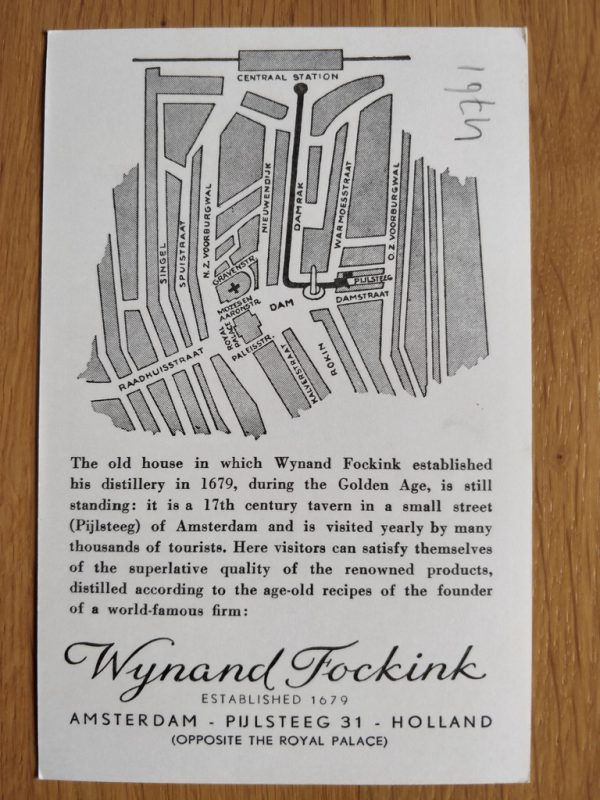 CENTRAAL STATION
1976
SINGEL
SPUISTRAAT
N.Z. VOORBURGWAL
NIEUWENDIJK
DAMRAK
WARMOESSTRAAT
O.Z. VOORBURGWAL
GRAVENSTR.
MOZES EN
AARONSTR.
ROYAL
PALACE
PALEISSTR.
DAM
PIJLSTEEG
DAMSTRAAT
RAADHUISSTRAAT
KALVERSTRAAT
ROKIN
The old house in which Wynand Fockink established
his distillery in 1679, during the Golden Age, is still
standing: it is a 17th century tavern in a small street
(Pijlsteeg) of Amsterdam and is visited yearly by many
thousands of tourists. Here visitors can satisfy themselves
of the superlative quality of the renowned products,
distilled according to the age-old recipes of the founder
of a world-famous firm:
Wynand Fockink
ESTABLISHED 1679
AMSTERDAM - PIJLSTEEG 31 - HOLLAND
(OPPOSITE THE ROYAL PALACE)